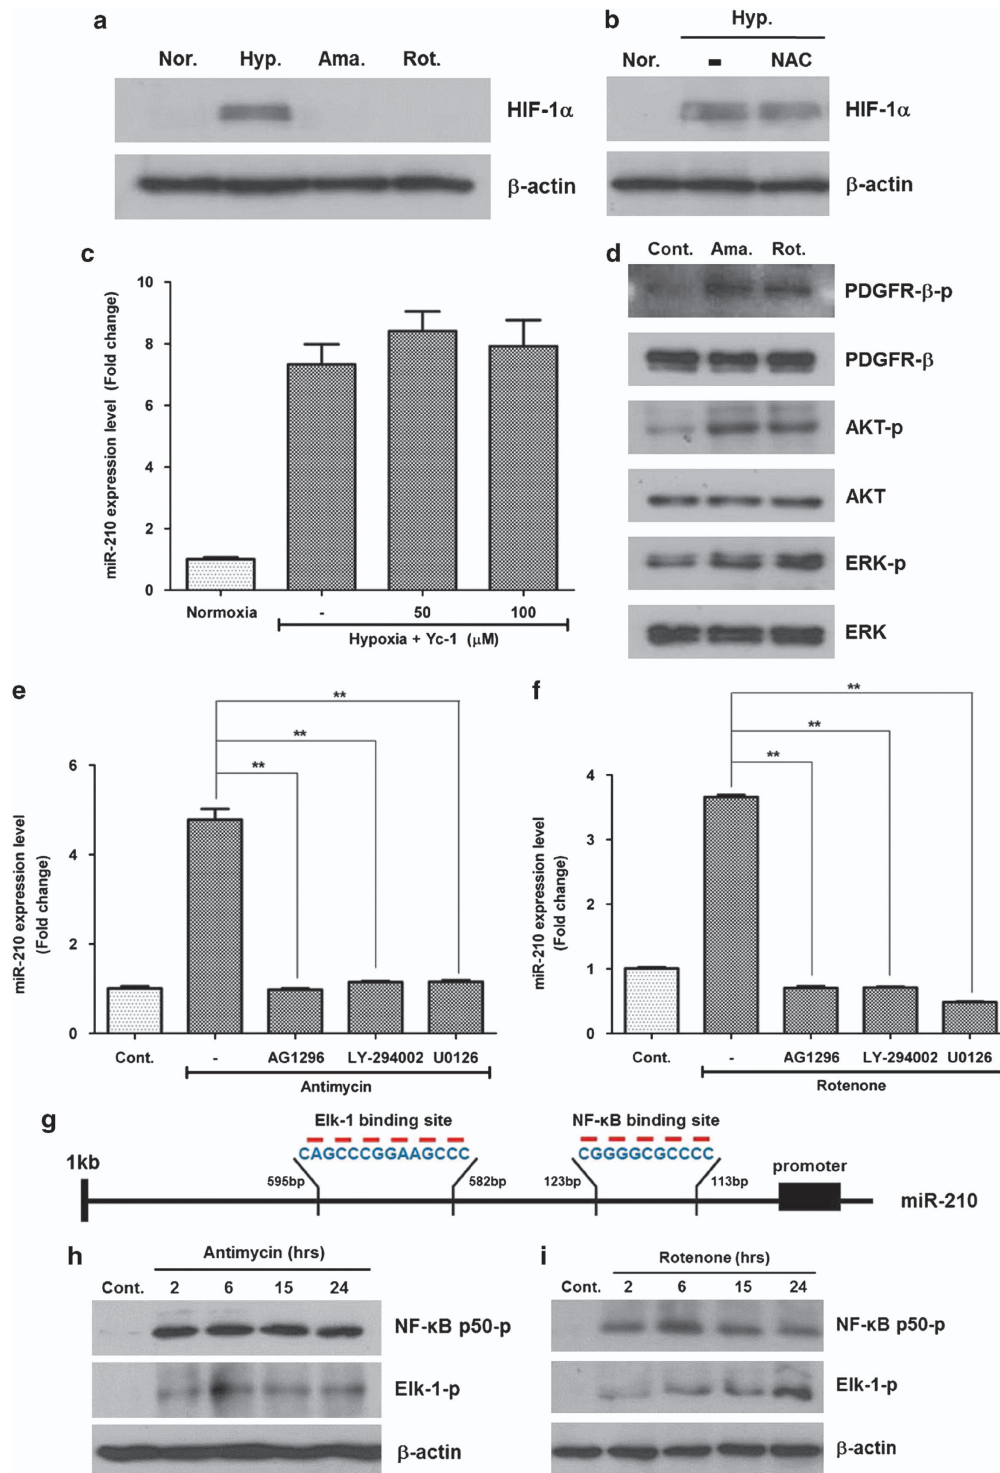 a
Nor. Hyp. Ama. Rot.
HIF-1α
β-actin
b
Hyp.
Nor. - NAC
HIF-1α
β-actin
c
miR-210 expression level (Fold change)
10
8
6
4
2
0
Normoxia - 50 100
Hypoxia + Yc-1 (μM)
d
Cont. Ama. Rot.
PDGFR-β-p
PDGFR-β
AKT-p
AKT
ERK-p
ERK
e
miR-210 expression level
(Fold change)
6
4
2
0
**
**
**
Cont. - AG1296 LY-294002 U0126
Antimycin
f
miR-210 expression level
(Fold change)
4
3
2
1
0
**
**
**
Cont. - AG1296 LY-294002 U0126
Rotenone
g
Elk-1 binding site
CAGCCCGGAAGCCC
NF-κB binding site
CGGGGCGCCCC
1kb
595bp
582bp
123bp
113bp
promoter
miR-210
h
Antimycin (hrs)
Cont. 2 6 15 24
NF-κB p50-p
Elk-1-p
β-actin
i
Rotenone (hrs)
Cont. 2 6 15 24
NF-κB p50-p
Elk-1-p
β-actin